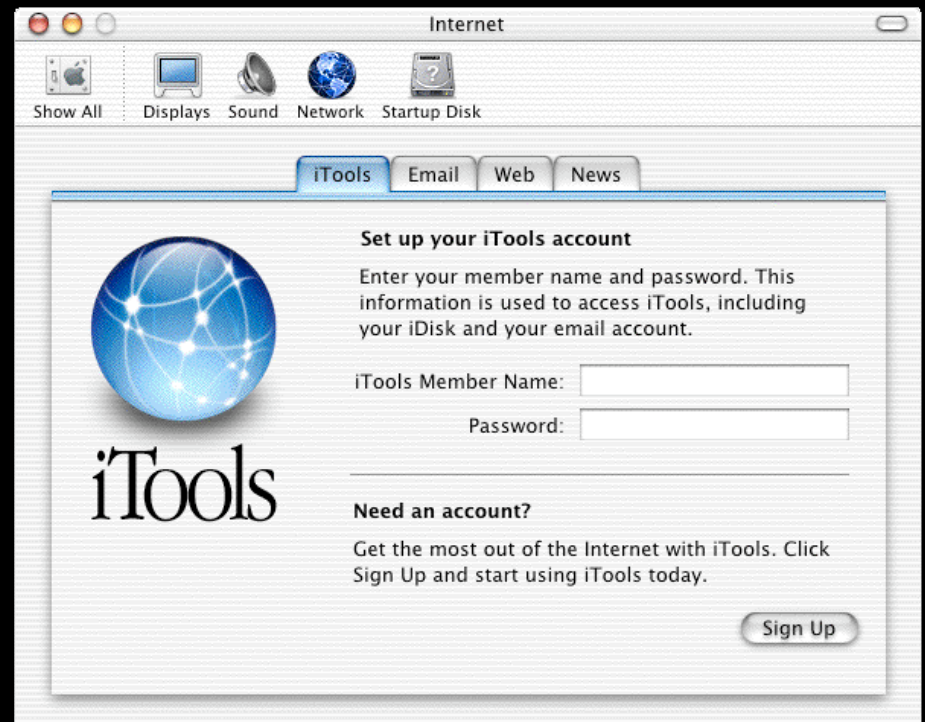 Internet
Show All Displays Sound Network Startup Disk
iTools Email Web News
Set up your iTools account
Enter your member name and password. This
information is used to access iTools, including
your iDisk and your email account.
iTools Member Name:
Password:
iTools
Need an account?
Get the most out of the Internet with iTools. Click
Sign Up and start using iTools today.
Sign Up